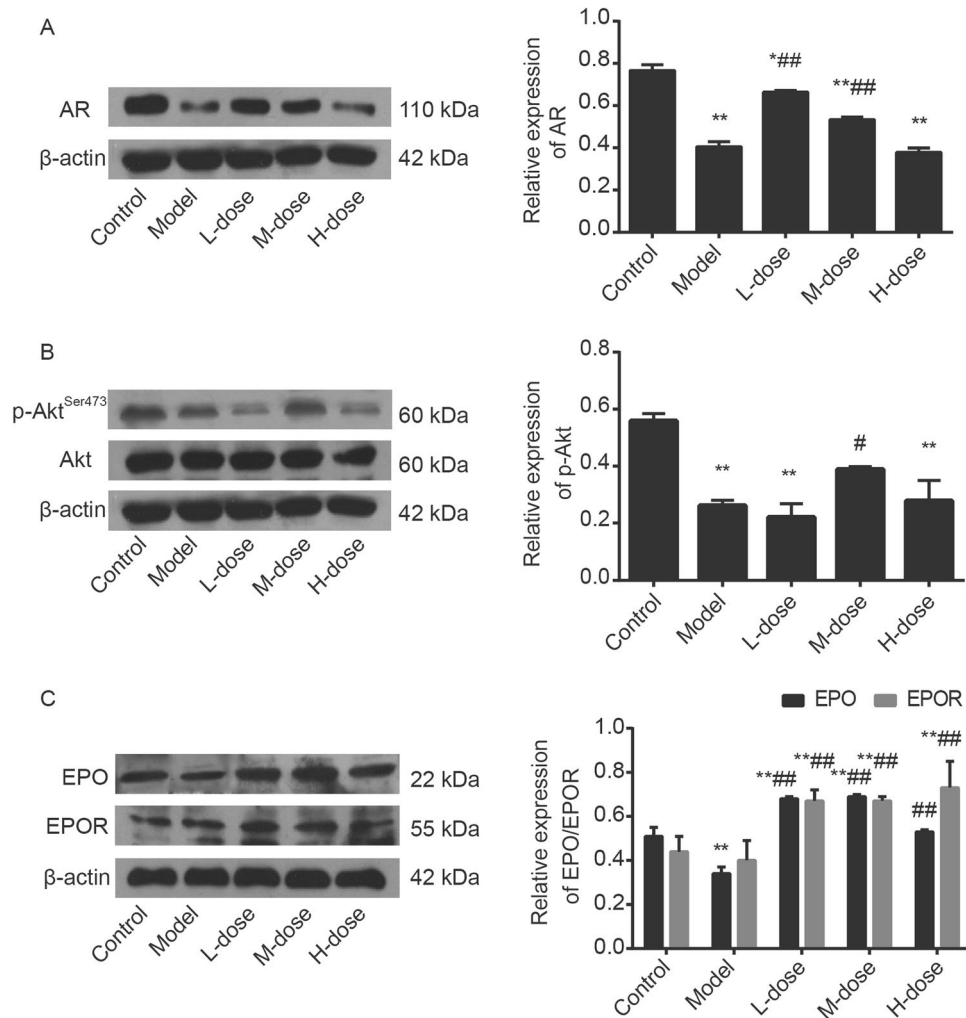 A
AR
110 kDa
β-actin
42 kDa
Control
Model
L-dose
M-dose
H-dose
Relative expression
of AR
0.8
0.6
0.4
0.2
0.0
**
*##
**##
**
Control
Model
L-dose
M-dose
H-dose
B
p-Akt^Ser473
60 kDa
Akt
60 kDa
β-actin
42 kDa
Control
Model
L-dose
M-dose
H-dose
Relative expression
of p-Akt
0.8
0.6
0.4
0.2
0.0
**
**
#
**
Control
Model
L-dose
M-dose
H-dose
C
EPO
22 kDa
EPOR
55 kDa
β-actin
42 kDa
Control
Model
L-dose
M-dose
H-dose
EPO EPOR
Relative expression
of EPO/EPOR
1.0
0.8
0.6
0.4
0.2
0.0
**
**##
**##
**##
**##
##
**##
Control
Model
L-dose
M-dose
H-dose